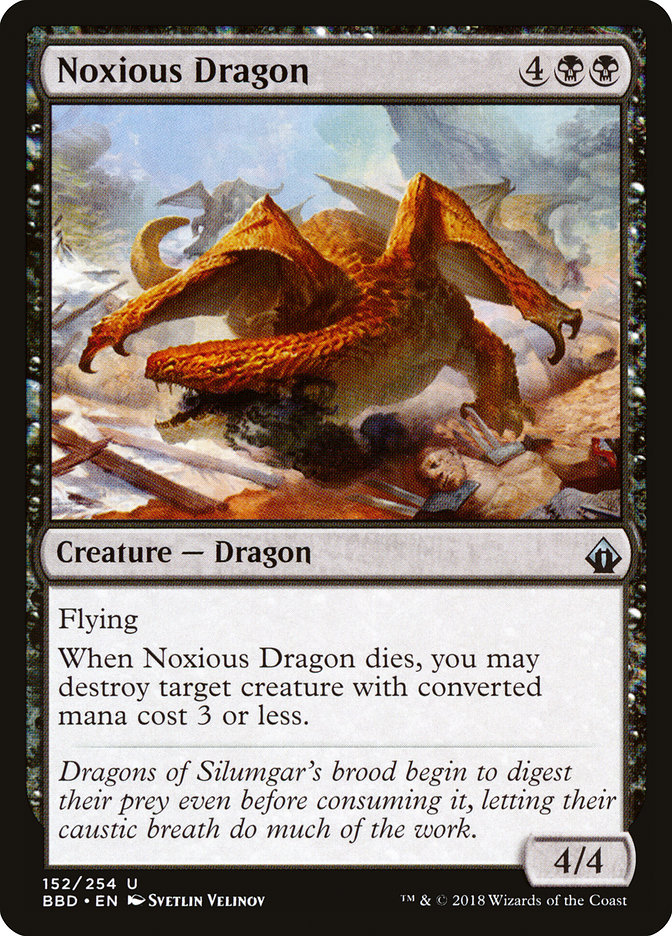 Noxious Dragon 4
Creature — Dragon
Flying
When Noxious Dragon dies, you may
destroy target creature with converted
mana cost 3 or less.
Dragons of Silumgar's brood begin to digest
their prey even before consuming it, letting their
caustic breath do much of the work.
4/4
152/254 U
BBD • EN Svetlin Velinov
™ & © 2018 Wizards of the Coast